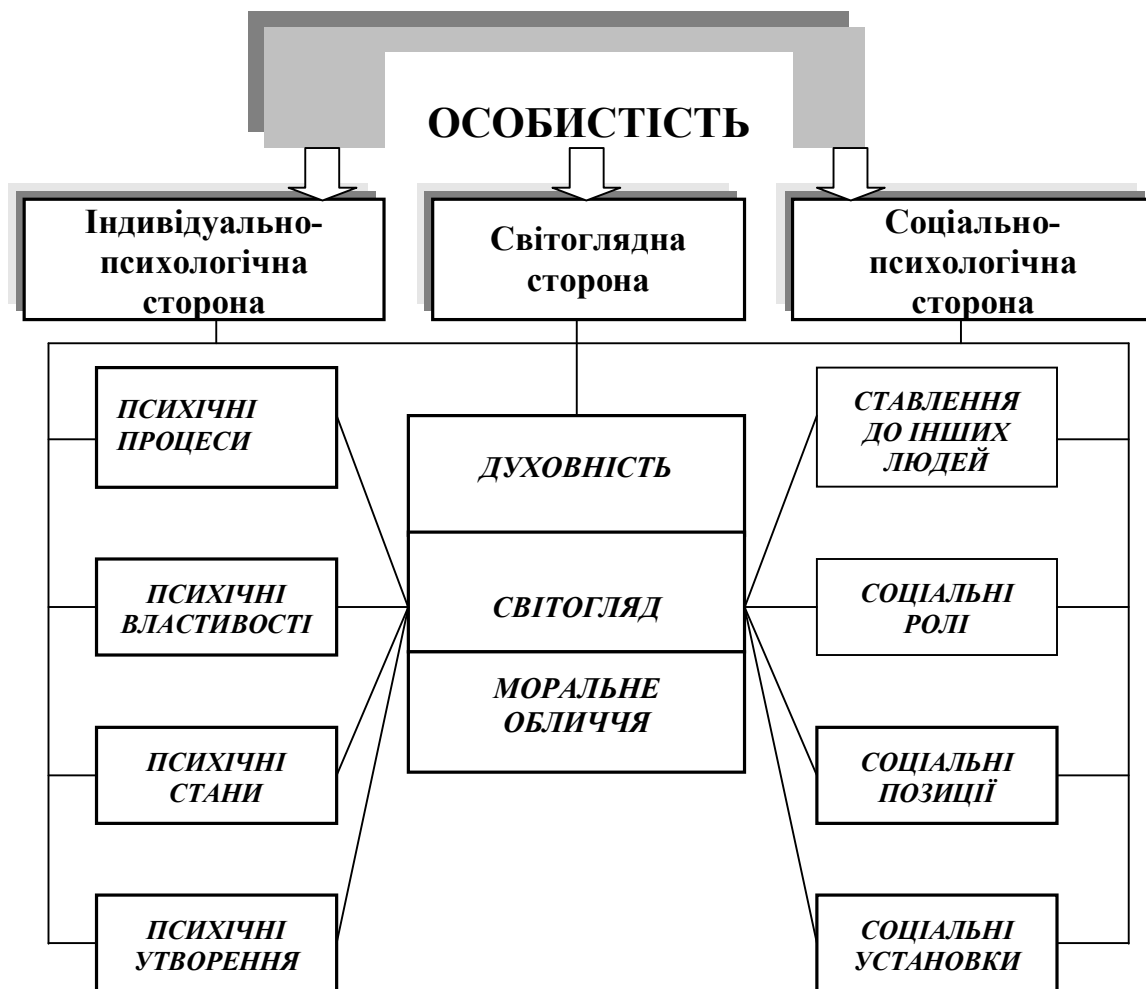 ОСОБИСТІСТЬ
Індивідуально-
психологічна
сторона
Світоглядна
сторона
Соціально-
психологічна
сторона
ПСИХІЧНІ
ПРОЦЕСИ
ПСИХІЧНІ
ВЛАСТИВОСТІ
ПСИХІЧНІ
СТАНИ
ПСИХІЧНІ
УТВОРЕННЯ
ДУХОВНІСТЬ
СВІТОГЛЯД
МОРАЛЬНЕ
ОБЛИЧЧЯ
СТАВЛЕННЯ
ДО ІНШИХ
ЛЮДЕЙ
СОЦІАЛЬНІ
РОЛІ
СОЦІАЛЬНІ
ПОЗИЦІЇ
СОЦІАЛЬНІ
УСТАНОВКИ